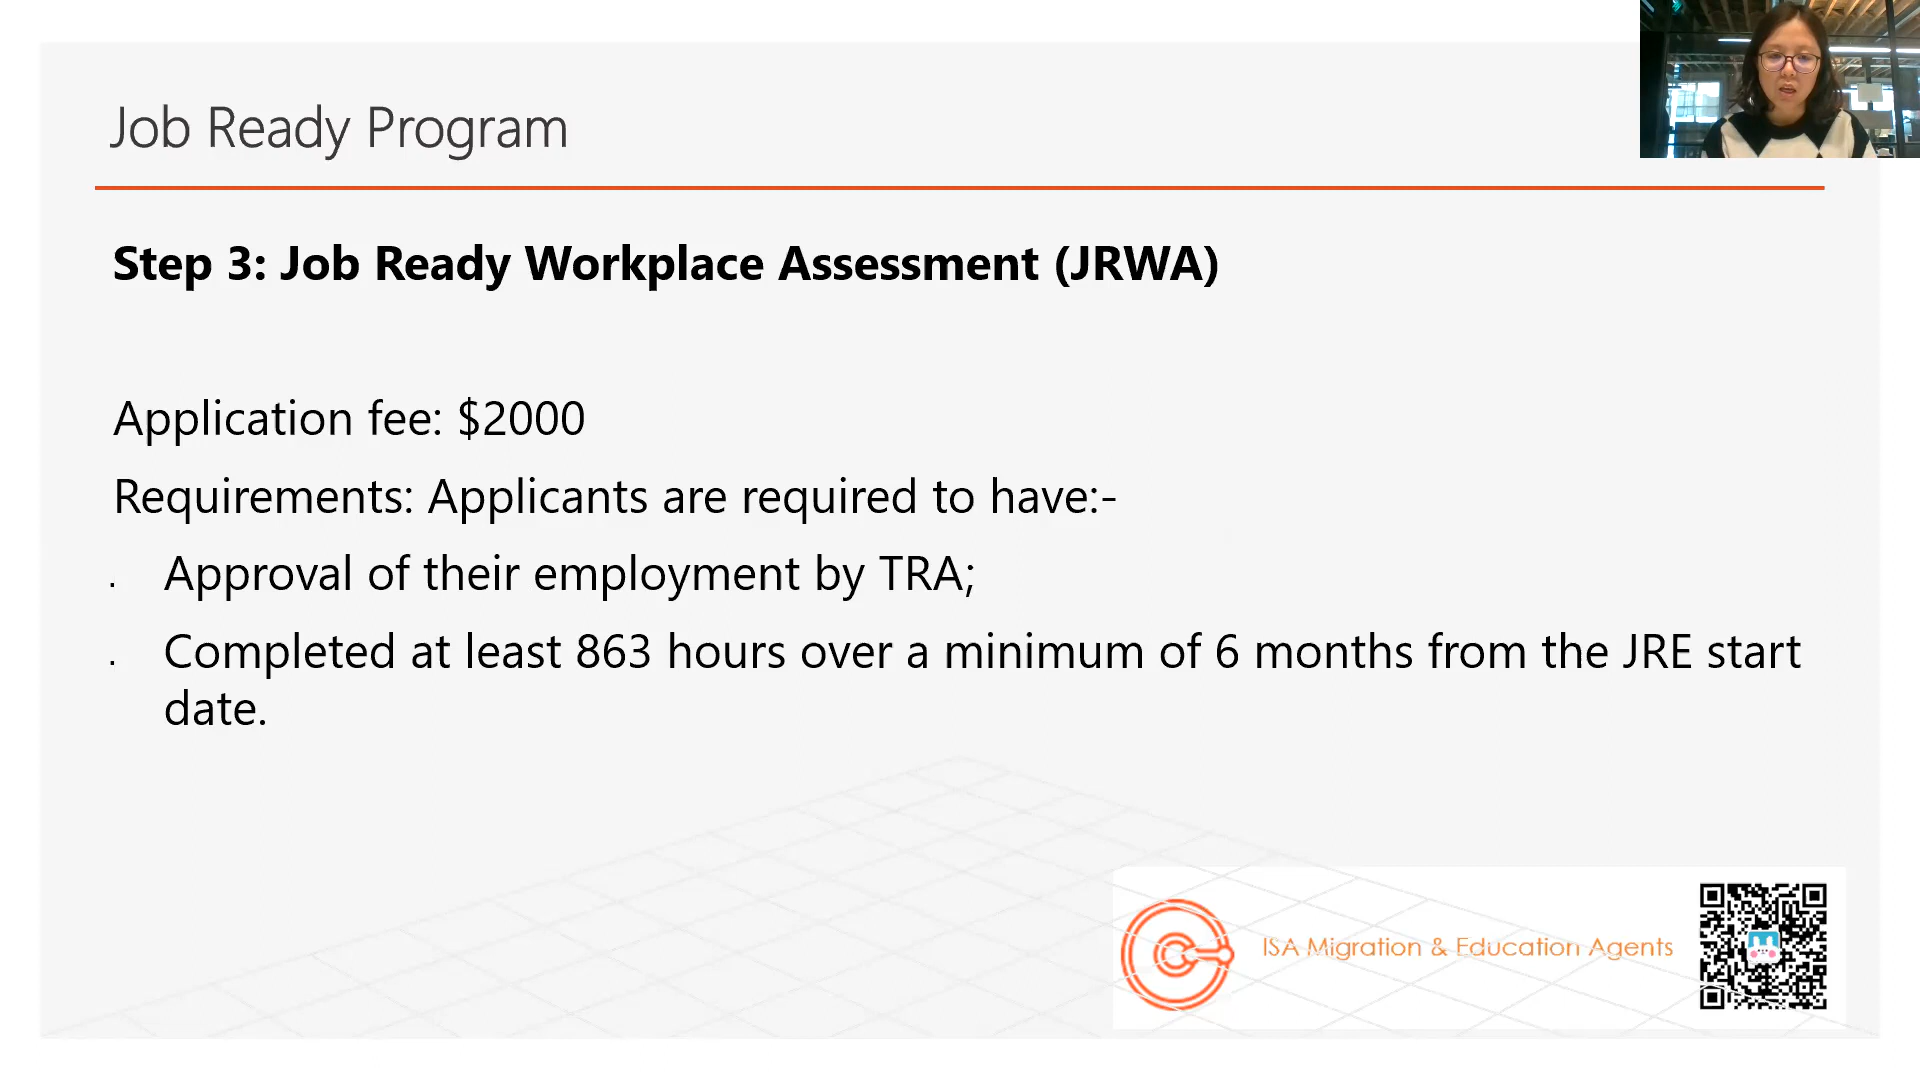 Job Ready Program
Step 3: Job Ready Workplace Assessment (JRWA)
Application fee: $2000
Requirements: Applicants are required to have:-
. Approval of their employment by TRA;
. Completed at least 863 hours over a minimum of 6 months from the JRE start
date.
ISA Migration & Education Agents